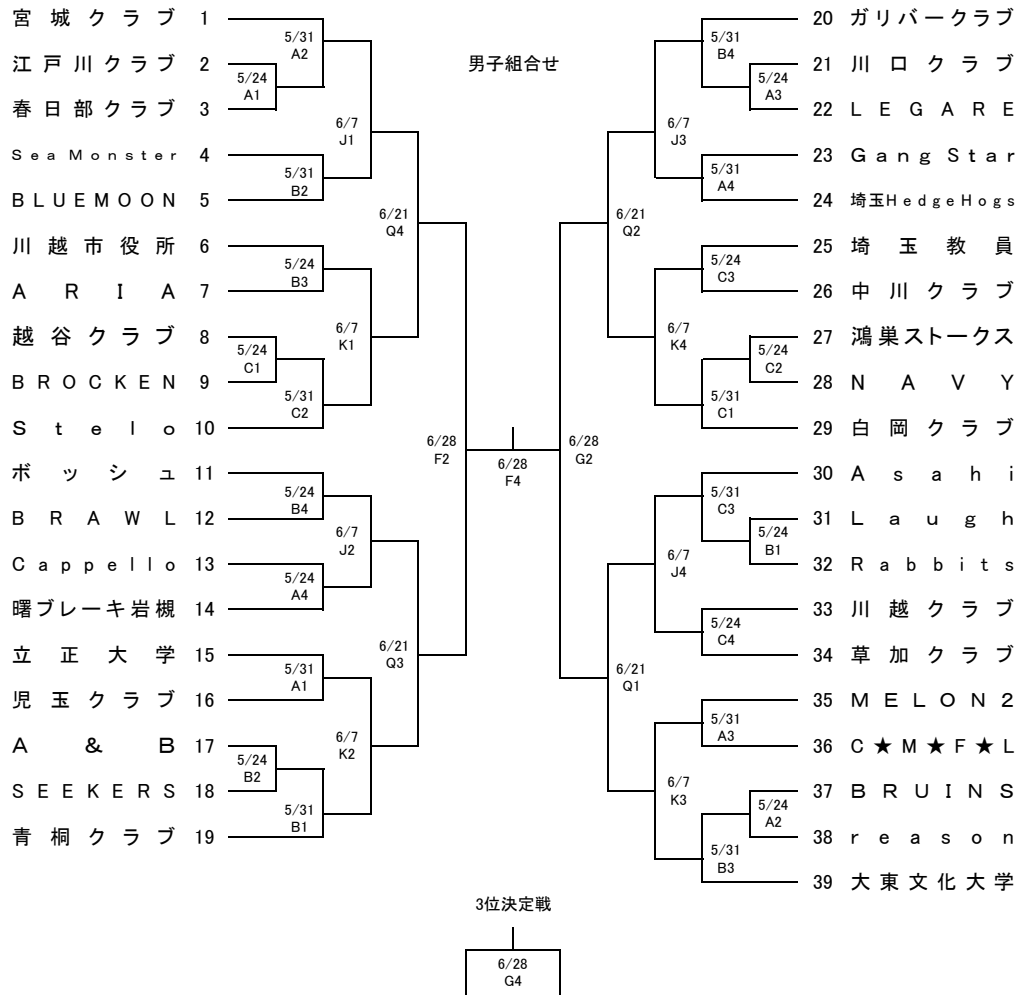 男子組合せ
宮城クラブ 1
江戸川クラブ 2
春日部クラブ 3
Sea Monster 4
BLUEMOON 5
川越市役所 6
ARIA 7
越谷クラブ 8
BROCKEN 9
Stelo 10
ボッシュ 11
BRAWL 12
Cappello 13
曙ブレーキ岩槻 14
立正大学 15
児玉クラブ 16
A&B 17
SEEKERS 18
青桐クラブ 19
5/31
A2
5/24
A1
6/7
J1
5/31
B2
6/21
Q4
5/24
B3
6/7
K1
5/24
C1
5/31
C2
6/28
F2
5/24
B4
6/7
J2
5/24
A4
6/21
Q3
5/31
A1
6/7
K2
5/24
B2
5/31
B1
6/28
F4
20 ガリバークラブ
21 川口クラブ
22 LEGARE
23 Gang Star
24 埼玉HedgeHogs
25 埼玉教員
26 中川クラブ
27 鴻巣ストークス
28 NAVY
29 白岡クラブ
30 Asahi
31 Laugh
32 Rabbits
33 川越クラブ
34 草加クラブ
35 MELON2
36 C★M★F★L
37 BRUINS
38 reason
39 大東文化大学
5/31
B4
5/24
A3
6/7
J3
5/31
A4
6/21
Q2
5/24
C3
6/7
K4
5/24
C2
5/31
C1
6/28
G2
5/31
C3
5/24
B1
6/7
J4
5/24
C4
6/21
Q1
5/31
A3
6/7
K3
5/24
A2
5/31
B3
3位決定戦
6/28
G4